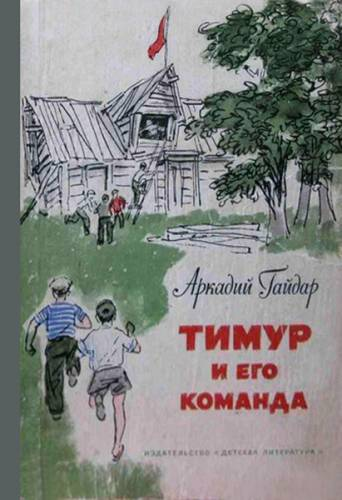 Аркадий Гайдар
ТИМУР
И ЕГО
КОМАНДА
ИЗДАТЕЛЬСТВО «ДЕТСКАЯ ЛИТЕРАТУРА»